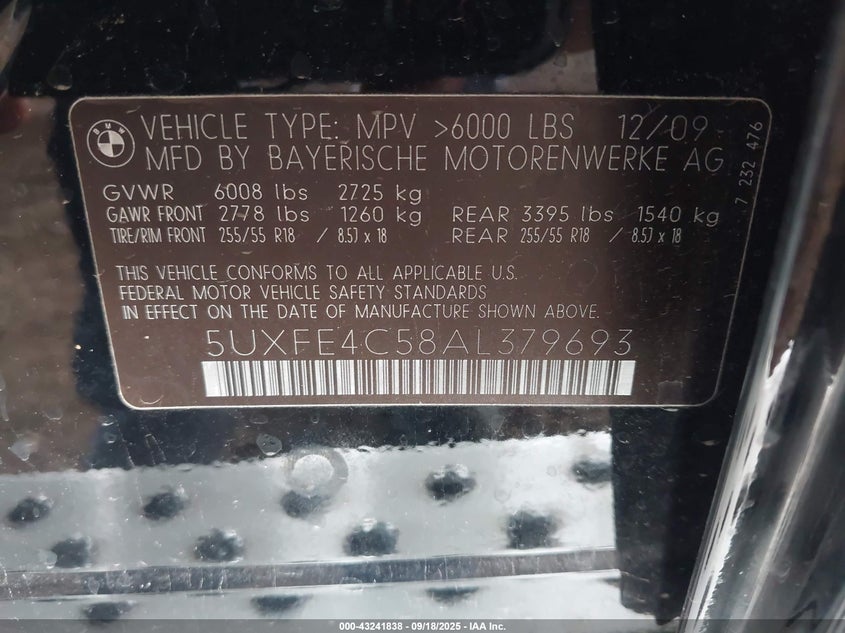 BMW
VEHICLE TYPE: MPV >6000 LBS 12/09
MFD BY BAYERISCHE MOTORENWERKE AG
GVWR 6008 lbs 2725 kg
GAWR FRONT 2778 lbs 1260 kg REAR 3395 lbs 1540 kg
TIRE/RIM FRONT 255/55 R18 / 8.5J x 18 REAR 255/55 R18 / 8.5J x 18
THIS VEHICLE CONFORMS TO ALL APPLICABLE U.S.
FEDERAL MOTOR VEHICLE SAFETY STANDARDS
IN EFFECT ON THE DATE OF MANUFACTURE SHOWN ABOVE.
5UXFE4C58AL379693
7 232 476
000-43241838 - 09/18/2025 - IAA Inc.